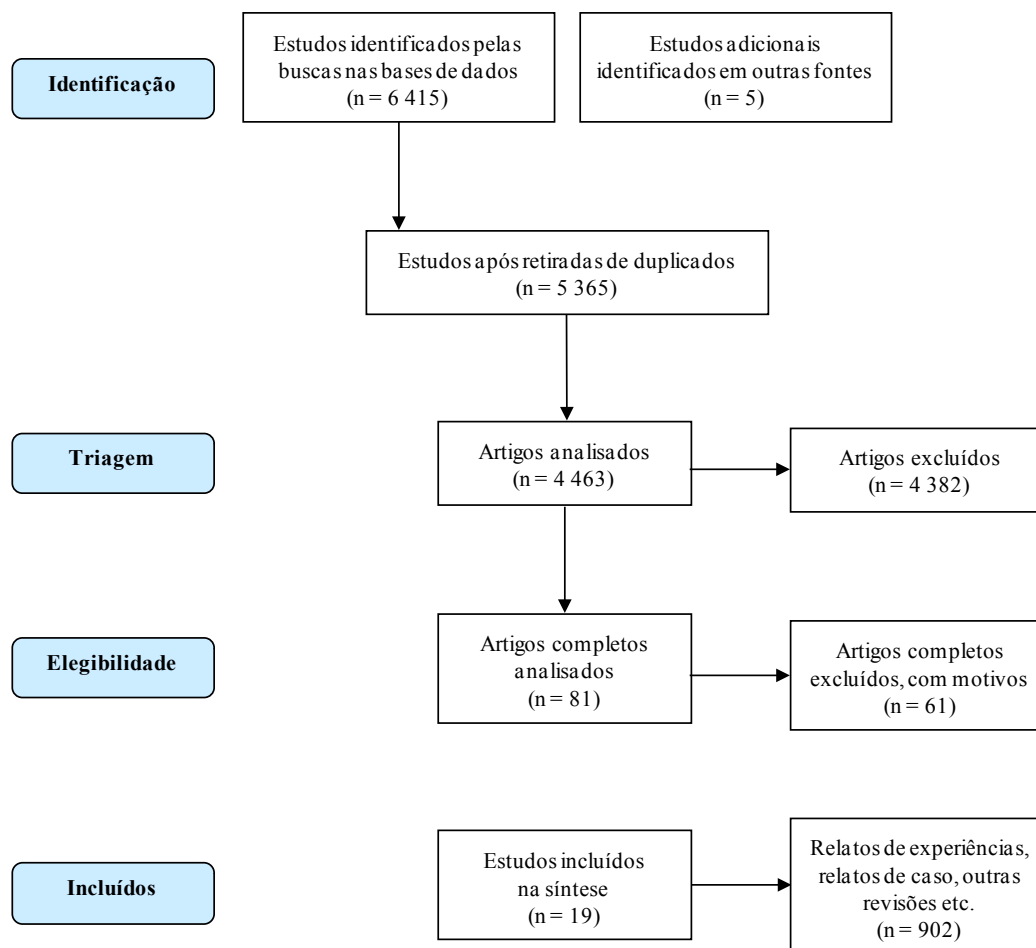 Identificação
Estudos identificados pelas
buscas nas bases de dados
(n = 6 415)
Estudos adicionais
identificados em outras fontes
(n = 5)
Estudos após retiradas de duplicados
(n = 5 365)
Triagem
Artigos analisados
(n = 4 463)
Artigos excluídos
(n = 4 382)
Elegibilidade
Artigos completos
analisados
(n = 81)
Artigos completos
excluídos, com motivos
(n = 61)
Incluídos
Estudos incluídos
na síntese
(n = 19)
Relatos de experiências,
relatos de caso, outras
revisões etc.
(n = 902)